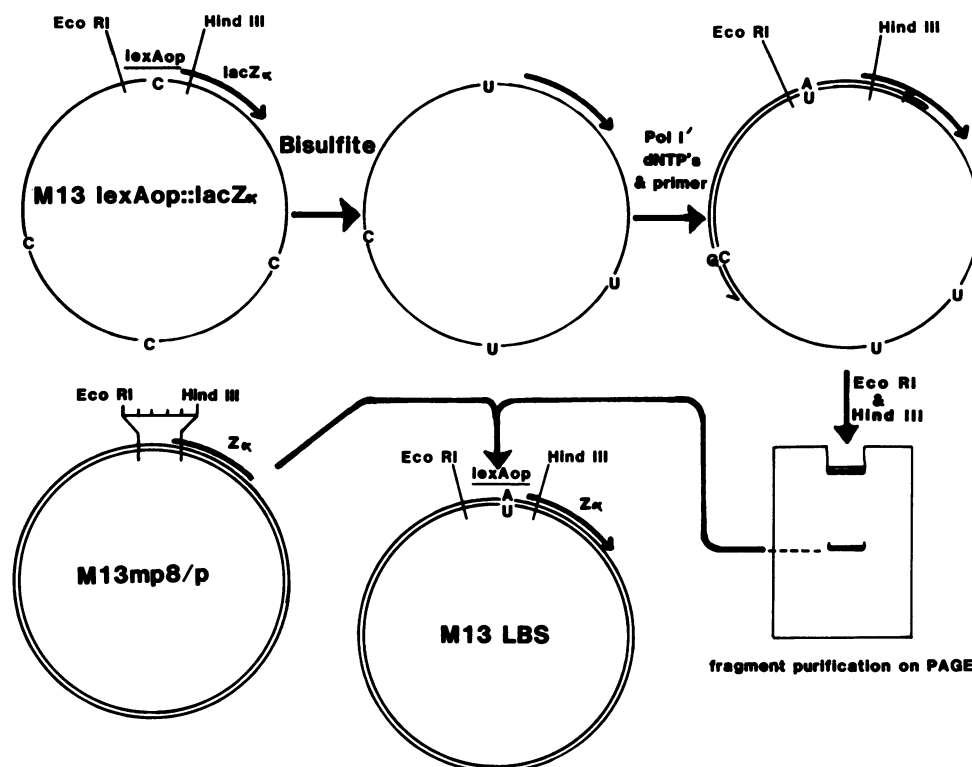 Eco RI
Hind III
lexAop
lacZα
C
M13 lexAop::lacZα
C
C
C
Bisulfite
U
C
U
U
Pol I'
dNTP's
& primer
Eco RI
Hind III
A
U
G C
U
U
Eco RI
&
Hind III
Eco RI
Hind III
Zα
M13mp8/p
Eco RI
lexAop
Hind III
A
U
Zα
M13 LBS
fragment purification on PAGE